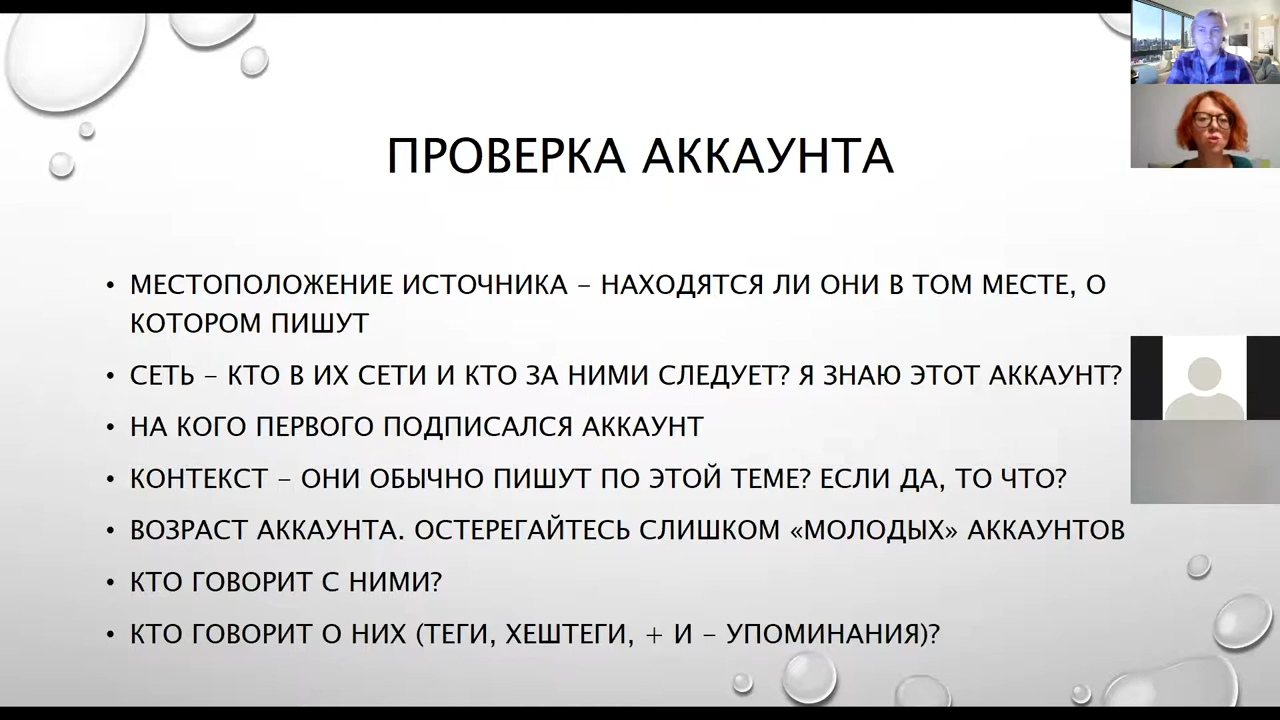 ПРОВЕРКА АККАУНТА
• МЕСТОПОЛОЖЕНИЕ ИСТОЧНИКА – НАХОДЯТСЯ ЛИ ОНИ В ТОМ МЕСТЕ, О
КОТОРОМ ПИШУТ
• СЕТЬ – КТО В ИХ СЕТИ И КТО ЗА НИМИ СЛЕДУЕТ? Я ЗНАЮ ЭТОТ АККАУНТ?
• НА КОГО ПЕРВОГО ПОДПИСАЛСЯ АККАУНТ
• КОНТЕКСТ – ОНИ ОБЫЧНО ПИШУТ ПО ЭТОЙ ТЕМЕ? ЕСЛИ ДА, ТО ЧТО?
• ВОЗРАСТ АККАУНТА. ОСТЕРЕГАЙТЕСЬ СЛИШКОМ «МОЛОДЫХ» АККАУНТОВ
• КТО ГОВОРИТ С НИМИ?
• КТО ГОВОРИТ О НИХ (ТЕГИ, ХЕШТЕГИ, + И – УПОМИНАНИЯ)?